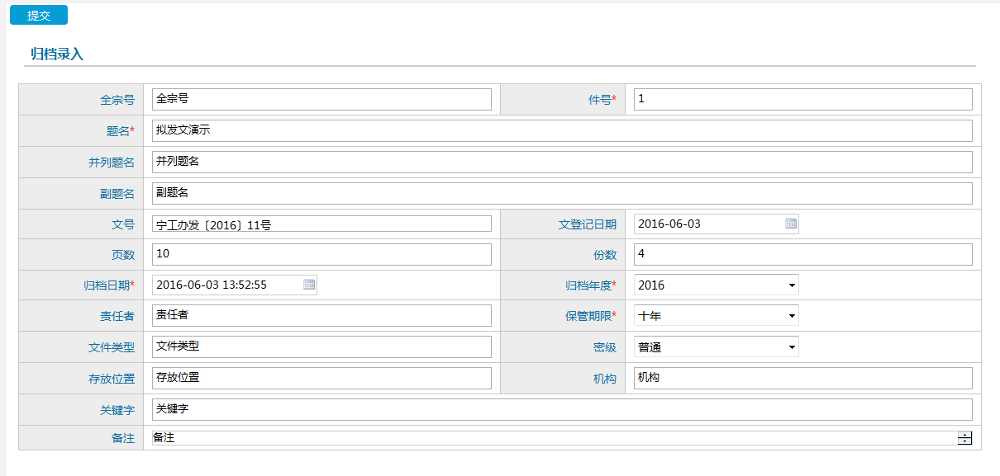 提交
归档录入
全宗号 全宗号 件号* 1
题名* 拟发文演示
并列题名 并列题名
副题名 副题名
文号 宁工办发〔2016〕11号 文登记日期 2016-06-03
页数 10 份数 4
归档日期* 2016-06-03 13:52:55 归档年度* 2016
责任者 责任者 保管期限* 十年
文件类型 文件类型 密级 普通
存放位置 存放位置 机构 机构
关键字 关键字
备注 备注